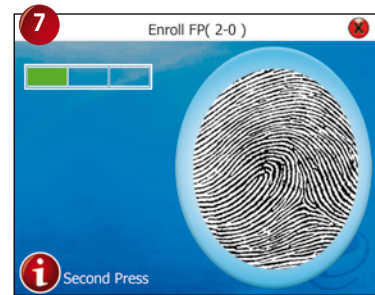 7
Enroll FP( 2-0 )
X
i
Second Press